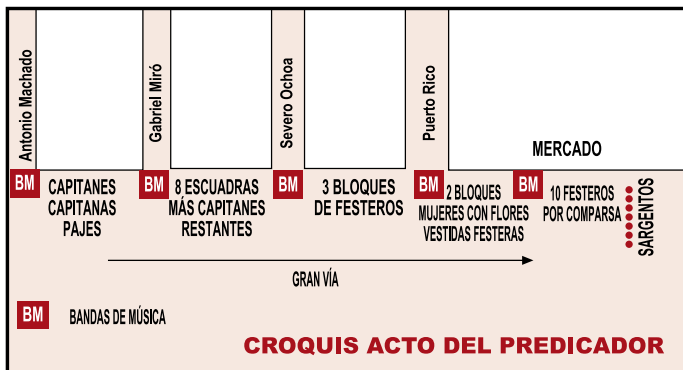 Antonio Machado
Gabriel Miró
Severo Ochoa
Puerto Rico
MERCADO
BM
CAPITANES
CAPITANAS
PAJES
BM
8 ESCUADRAS
MÁS CAPITANES
RESTANTES
BM
3 BLOQUES
DE FESTEROS
BM
2 BLOQUES
MUJERES CON FLORES
VESTIDAS FESTERAS
BM
10 FESTEROS
POR COMPARSA
SARGENTOS
GRAN VÍA
BM
BANDAS DE MÚSICA
CROQUIS ACTO DEL PREDICADOR